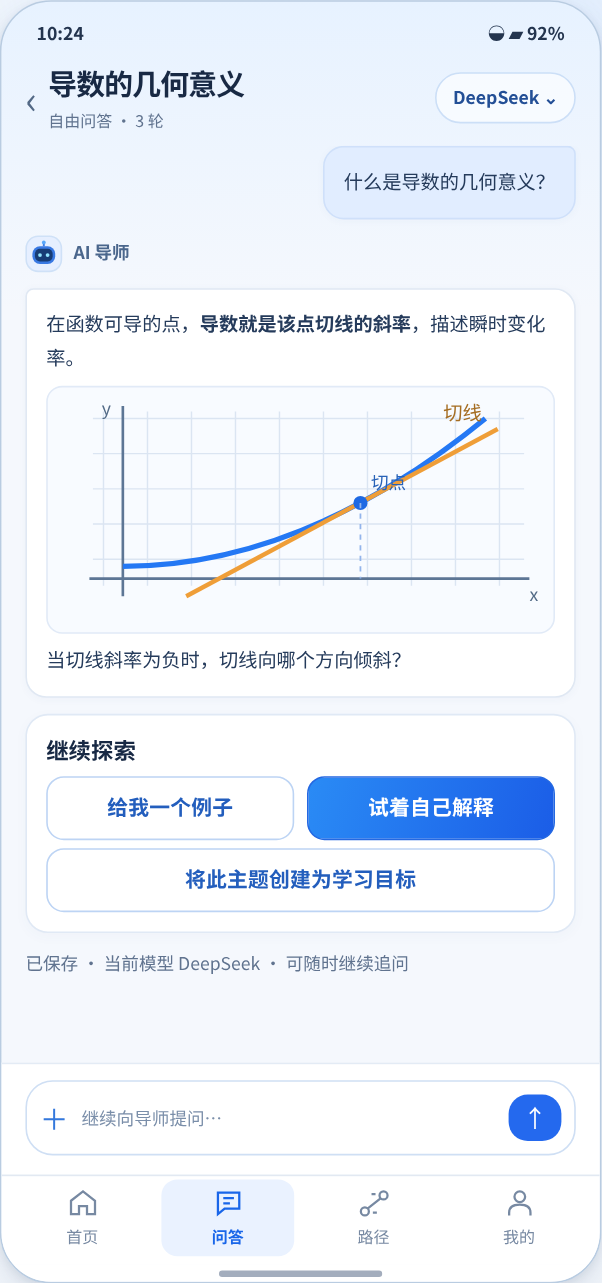 10:24
92%
导数的几何意义
自由问答 · 3 轮
DeepSeek
什么是导数的几何意义？
AI 导师
在函数可导的点，导数就是该点切线的斜率，描述瞬时变化
率。
y
切线
切点
x
当切线斜率为负时，切线向哪个方向倾斜？
继续探索
给我一个例子
试着自己解释
将此主题创建为学习目标
已保存 · 当前模型 DeepSeek · 可随时继续追问
继续向导师提问…
首页
问答
路径
我的